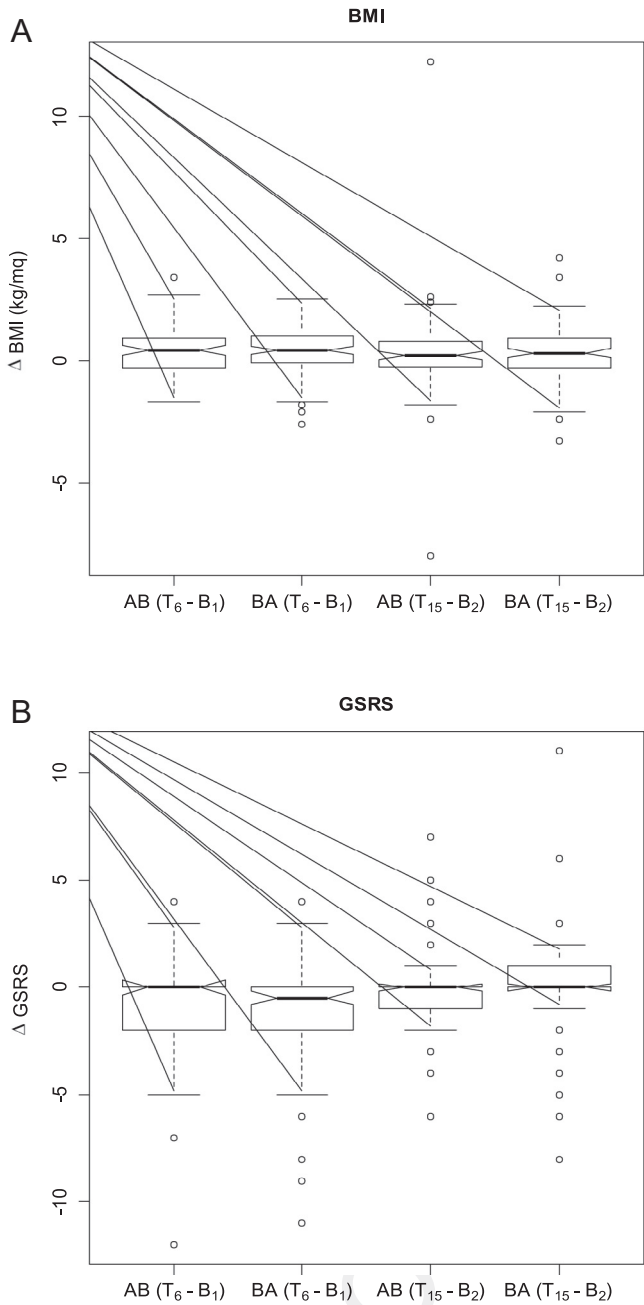 A
BMI
Δ BMI (kg/mq)
10
5
0
-5
AB (T₆ - B₁) BA (T₆ - B₁) AB (T₁₅ - B₂) BA (T₁₅ - B₂)
B
GSRS
Δ GSRS
10
5
0
-5
-10
AB (T₆ - B₁) BA (T₆ - B₁) AB (T₁₅ - B₂) BA (T₁₅ - B₂)